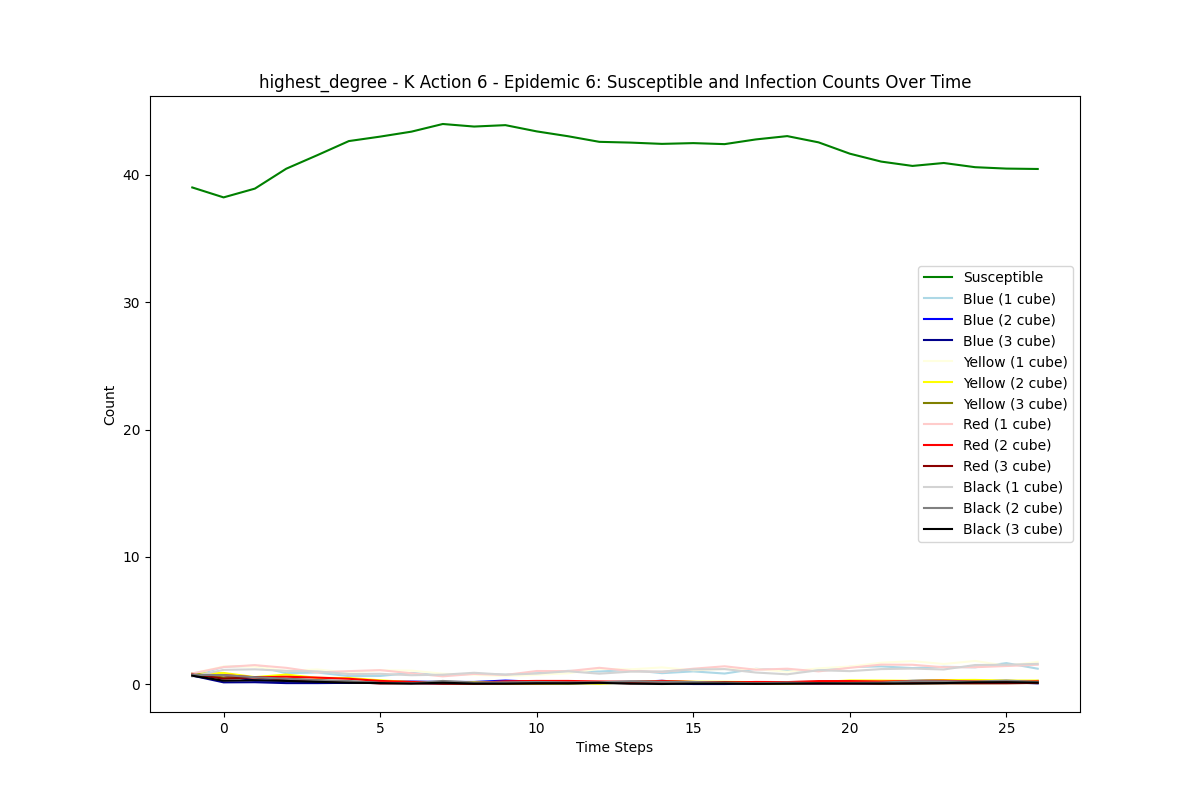 highest_degree - K Action 6 - Epidemic 6: Susceptible and Infection Counts Over Time
Count
40
30
20
10
0
Susceptible
Blue (1 cube)
Blue (2 cube)
Blue (3 cube)
Yellow (1 cube)
Yellow (2 cube)
Yellow (3 cube)
Red (1 cube)
Red (2 cube)
Red (3 cube)
Black (1 cube)
Black (2 cube)
Black (3 cube)
0 5 10 15 20 25
Time Steps